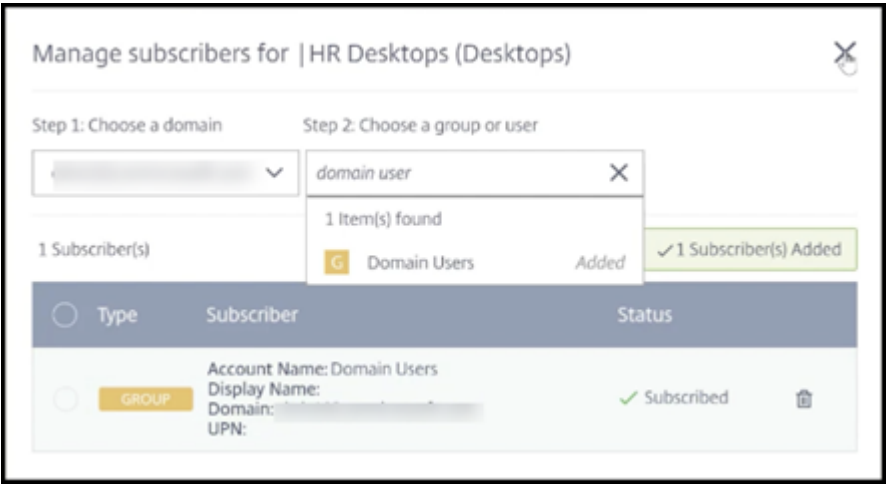 Manage subscribers for | HR Desktops (Desktops)
Step 1: Choose a domain
Step 2: Choose a group or user
domain user
1 Item(s) found
G Domain Users Added
1 Subscriber(s)
✓ 1 Subscriber(s) Added
Type Subscriber Status
GROUP
Account Name: Domain Users
Display Name:
Domain:
UPN:
✓ Subscribed